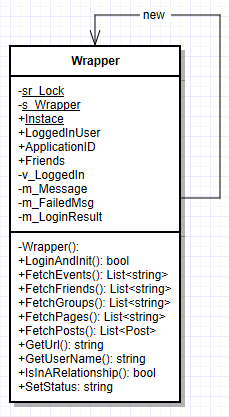 new
Wrapper
-sr_Lock
-s_Wrapper
+Instace
+LoggedInUser
+ApplicationID
+Friends
-v_LoggedIn
-m_Message
-m_FailedMsg
-m_LoginResult
-Wrapper():
+LoginAndInit(): bool
+FetchEvents(): List<string>
+FetchFriends(): List<string>
+FetchGroups(): List<string>
+FetchPages(): List<string>
+FetchPosts(): List<Post>
+GetUrl(): string
+GetUserName(): string
+IsInARelationship(): bool
+SetStatus: string